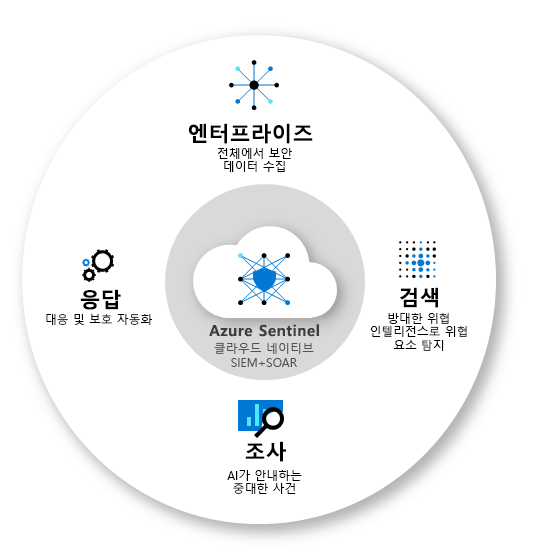 엔터프라이즈
전체에서 보안
데이터 수집
응답
대응 및 보호 자동화
Azure Sentinel
클라우드 네이티브
SIEM+SOAR
검색
방대한 위협
인텔리전스로 위협
요소 탐지
조사
AI가 안내하는
중대한 사건